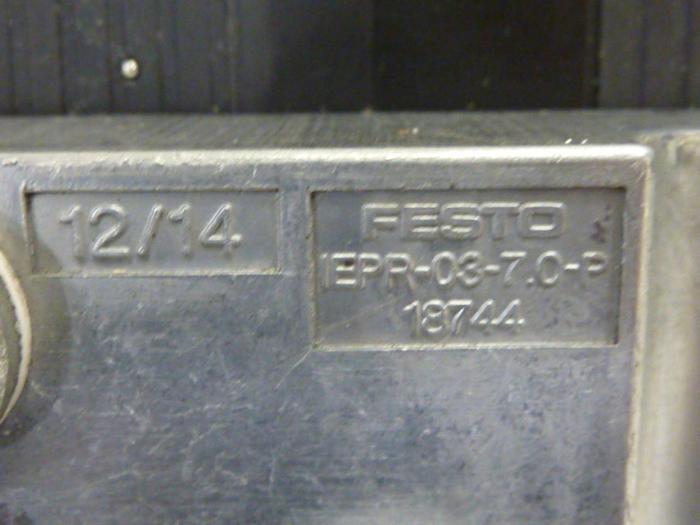 12/14
FESTO
IEPR-03-7.0-P
18744